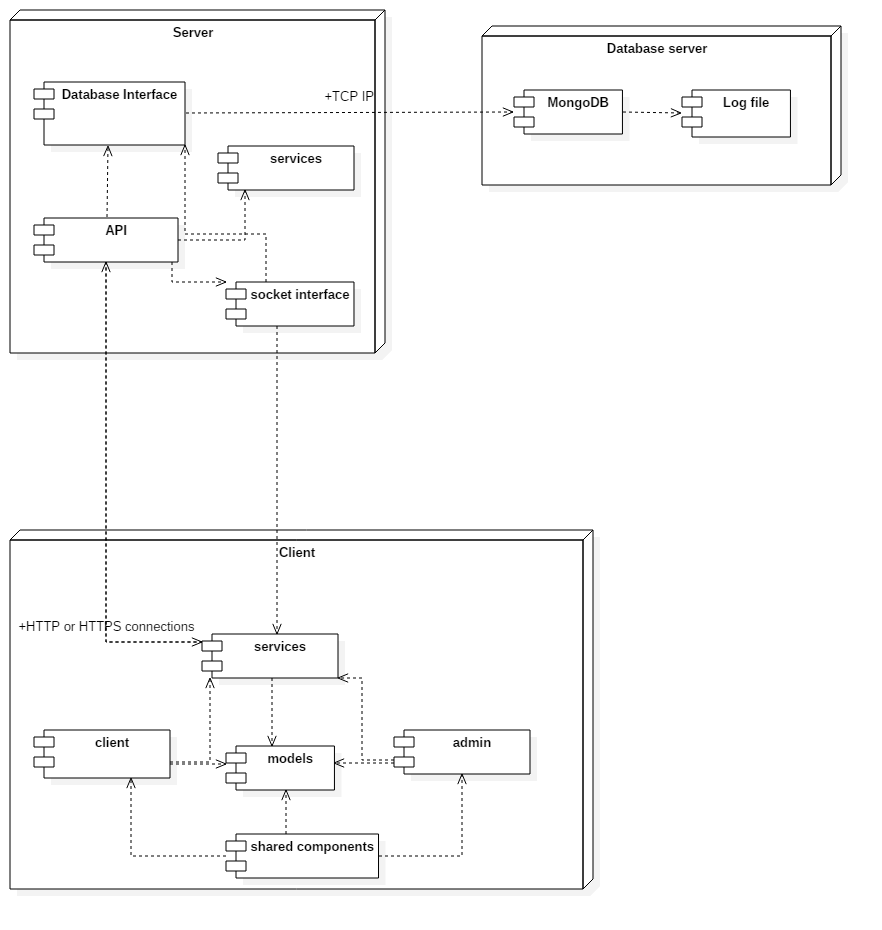 Server
Database Interface
+TCP IP
services
API
socket interface
Database server
MongoDB
Log file
Client
+HTTP or HTTPS connections
services
client
models
admin
shared components